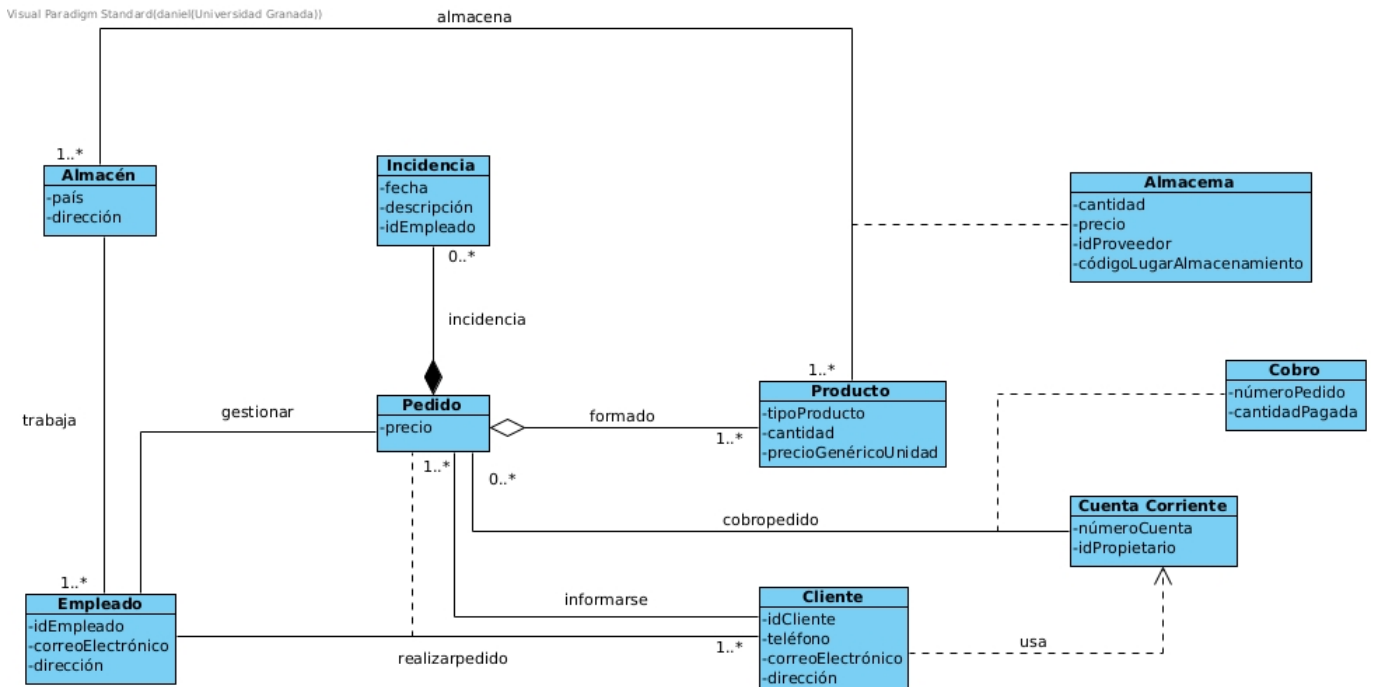 Visual Paradigm Standard(daniel(Universidad Granada))
almacena
1..*
Almacén
-país
-dirección
Incidencia
-fecha
-descripción
-idEmpleado
0..*
incidencia
Almacema
-cantidad
-precio
-idProveedor
-códigoLugarAlmacenamiento
1..*
Producto
-tipoProducto
-cantidad
-precioGenéricoUnidad
Cobro
-númeroPedido
-cantidadPagada
trabaja
gestionar
Pedido
-precio
formado
1..*
1..*
0..*
cobropedido
Cuenta Corriente
-númeroCuenta
-idPropietario
1..*
Empleado
-idEmpleado
-correoElectrónico
-dirección
informarse
realizarpedido
1..*
Cliente
-idCliente
-teléfono
-correoElectrónico
-dirección
usa